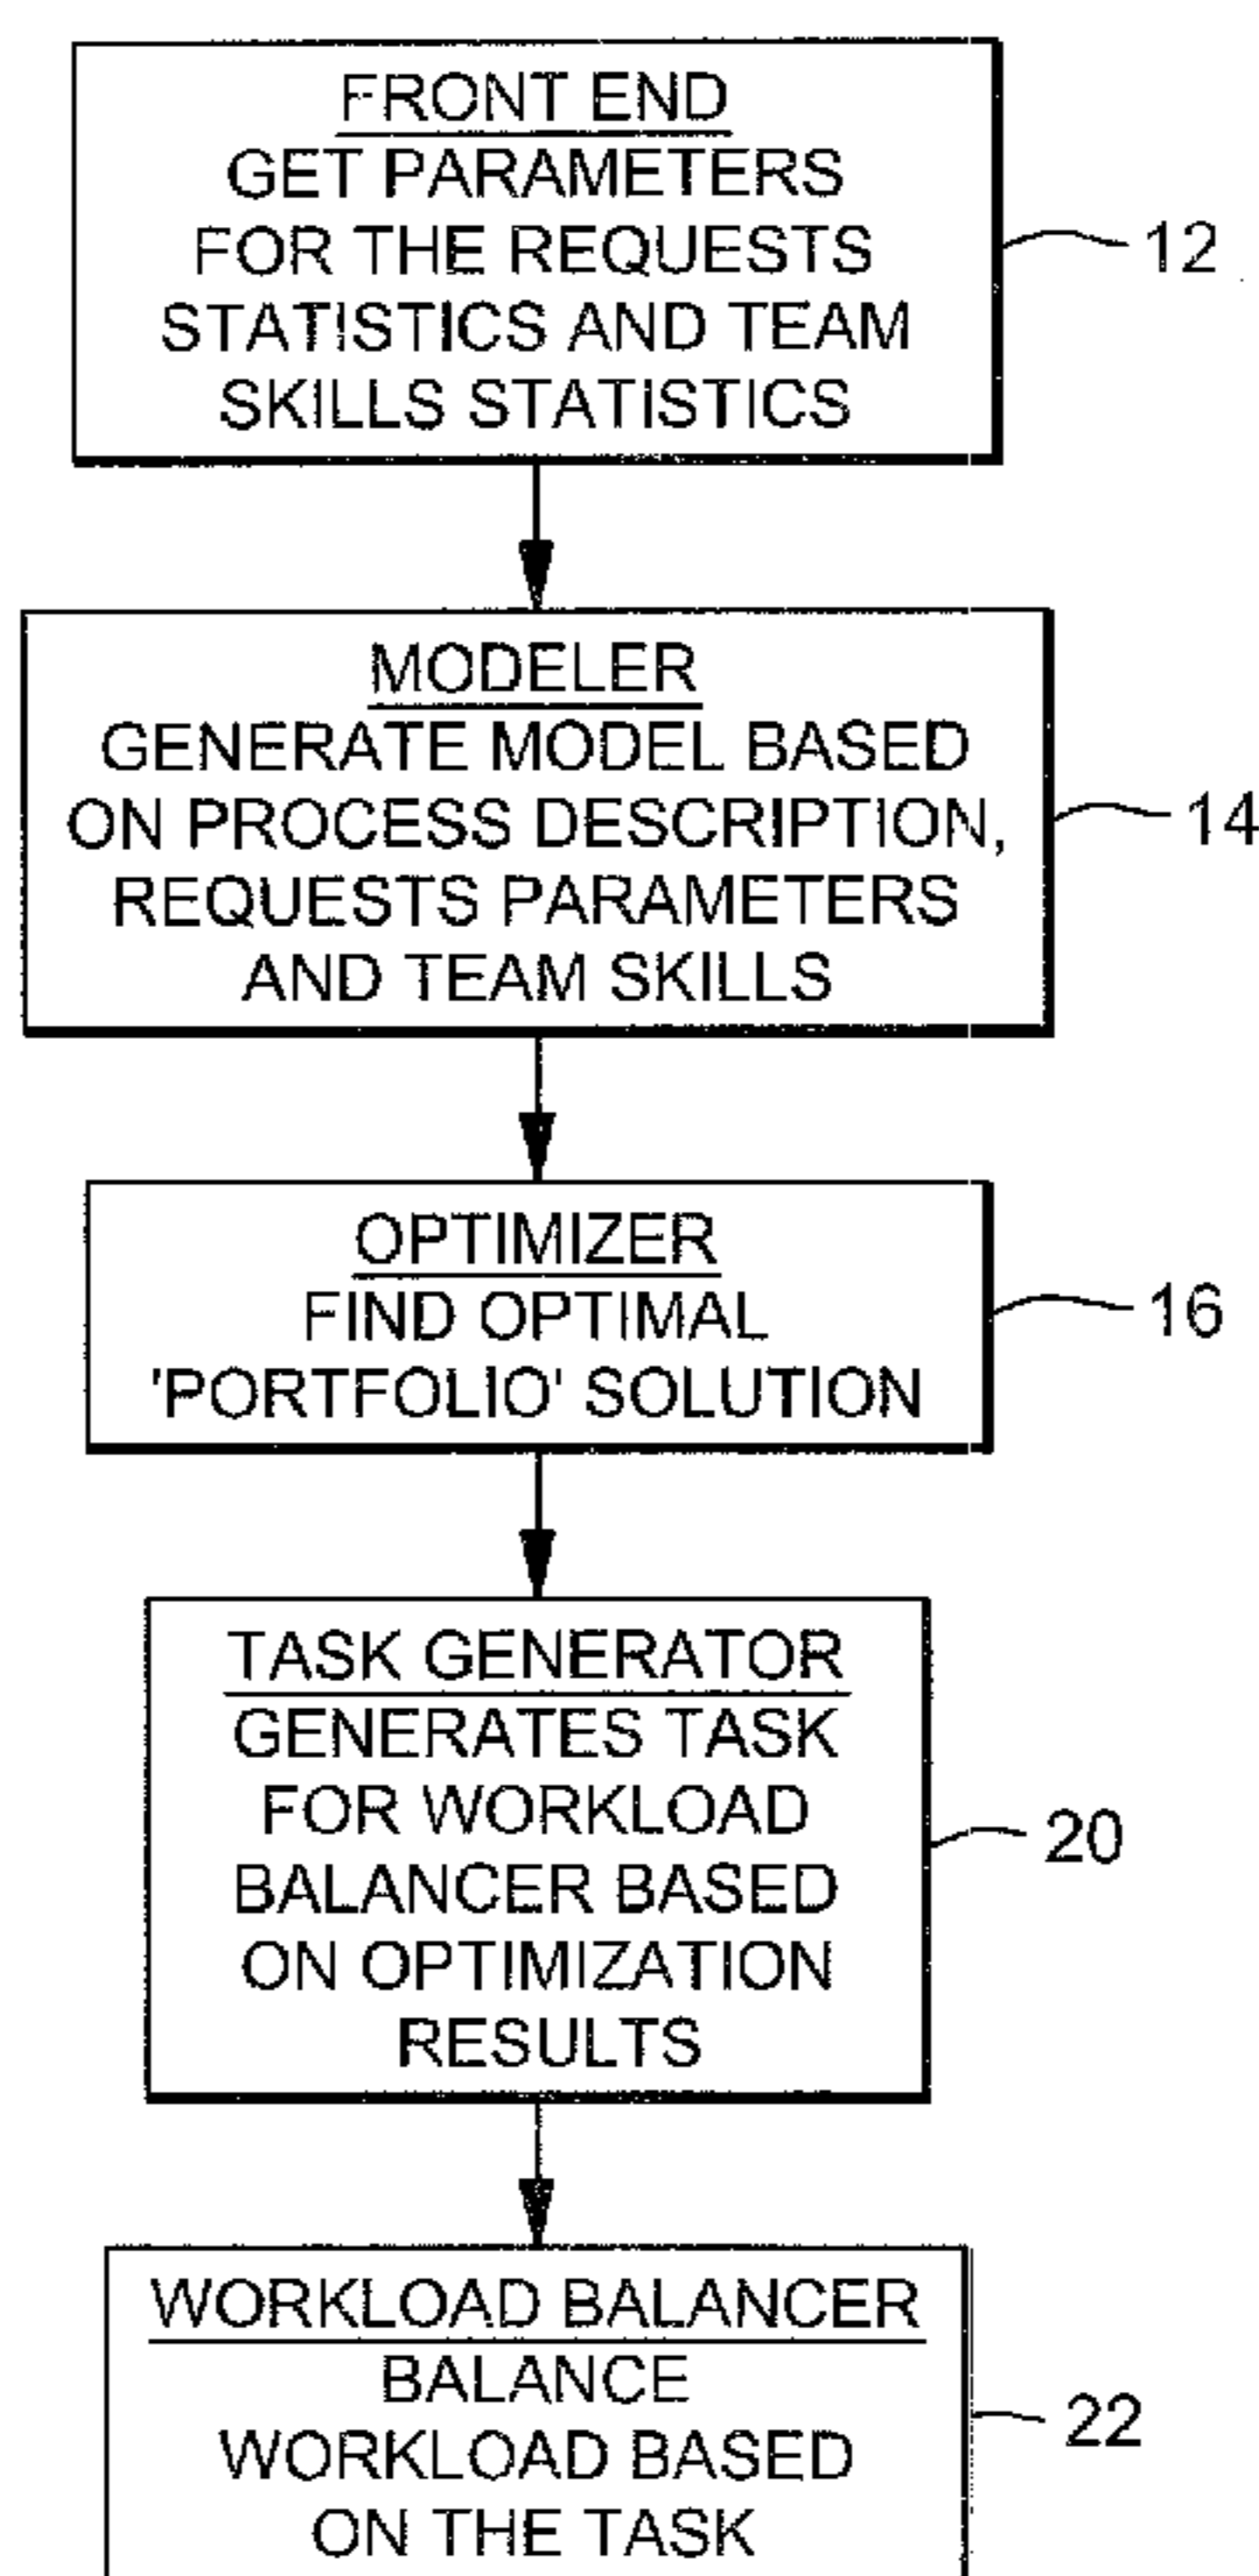 FRONT END
GET PARAMETERS
FOR THE REQUESTS
STATISTICS AND TEAM
SKILLS STATISTICS
12
MODELER
GENERATE MODEL BASED
ON PROCESS DESCRIPTION,
REQUESTS PARAMETERS
AND TEAM SKILLS
14
OPTIMIZER
FIND OPTIMAL
'PORTFOLIO' SOLUTION
16
TASK GENERATOR
GENERATES TASK
FOR WORKLOAD
BALANCER BASED
ON OPTIMIZATION
RESULTS
20
WORKLOAD BALANCER
BALANCE
WORKLOAD BASED
ON THE TASK
22